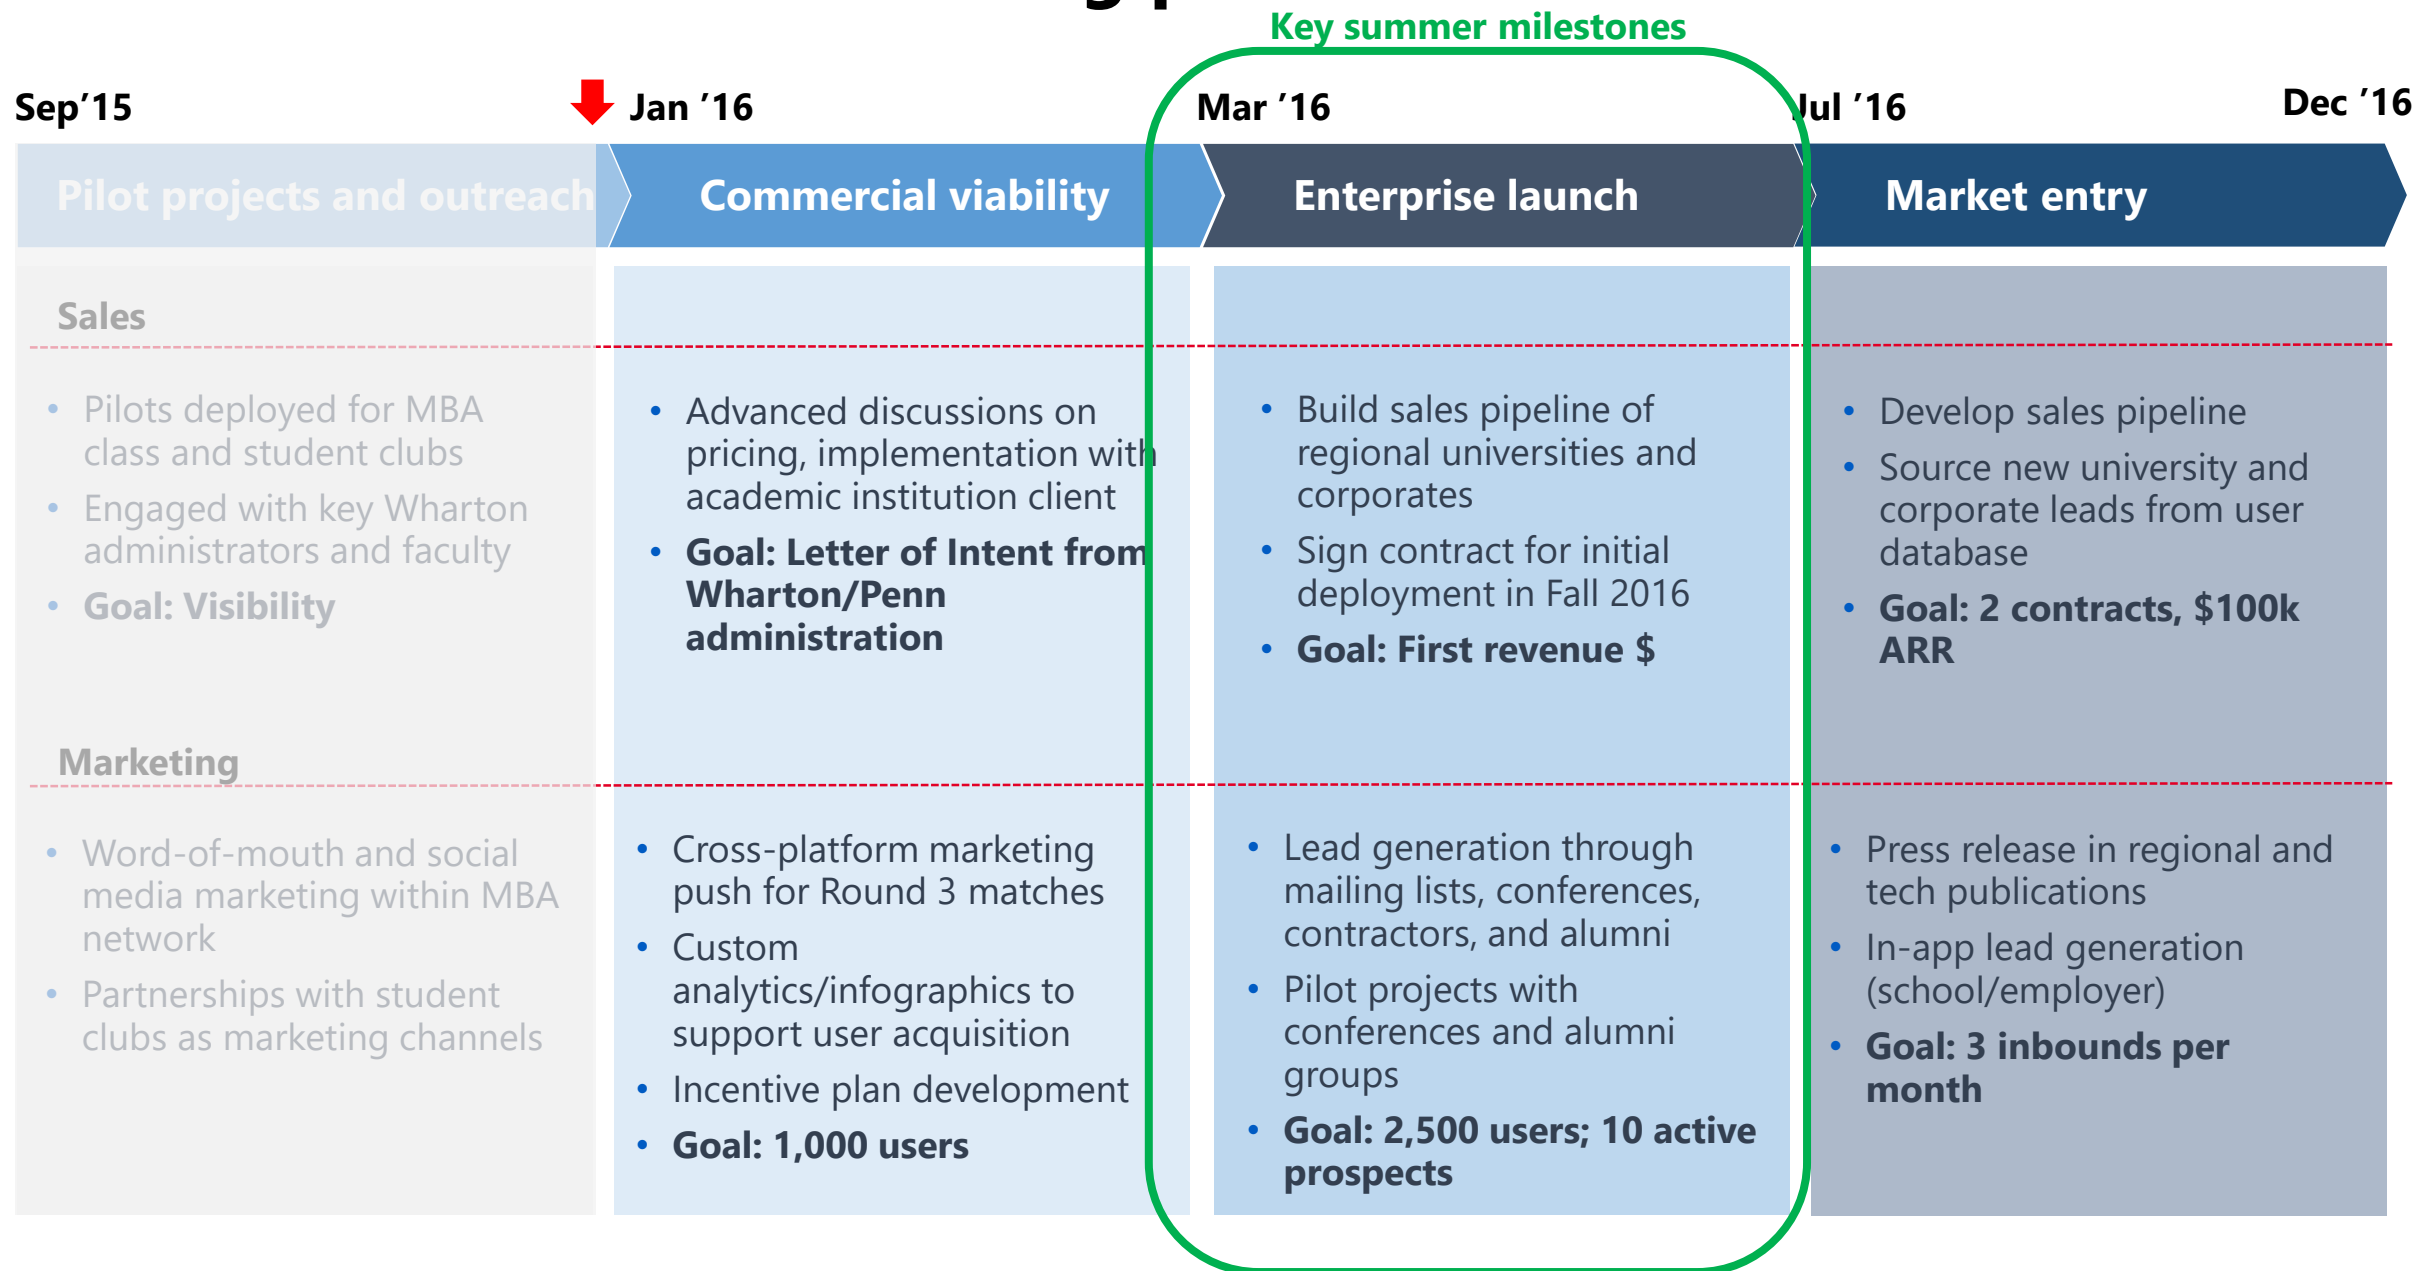 Key summer milestones
Sep’15
Jan ’16
Mar ’16
Jul ’16
Dec ’16
Pilot projects and outreach
Commercial viability
Enterprise launch
Market entry
Sales
• Pilots deployed for MBA
class and student clubs
• Engaged with key Wharton
administrators and faculty
• Goal: Visibility
• Advanced discussions on
pricing, implementation with
academic institution client
• Goal: Letter of Intent from
Wharton/Penn
administration
• Build sales pipeline of
regional universities and
corporates
• Sign contract for initial
deployment in Fall 2016
• Goal: First revenue $
• Develop sales pipeline
• Source new university and
corporate leads from user
database
• Goal: 2 contracts, $100k
ARR
Marketing
• Word-of-mouth and social
media marketing within MBA
network
• Partnerships with student
clubs as marketing channels
• Cross-platform marketing
push for Round 3 matches
• Custom
analytics/infographics to
support user acquisition
• Incentive plan development
• Goal: 1,000 users
• Lead generation through
mailing lists, conferences,
contractors, and alumni
• Pilot projects with
conferences and alumni
groups
• Goal: 2,500 users; 10 active
prospects
• Press release in regional and
tech publications
• In-app lead generation
(school/employer)
• Goal: 3 inbounds per
month